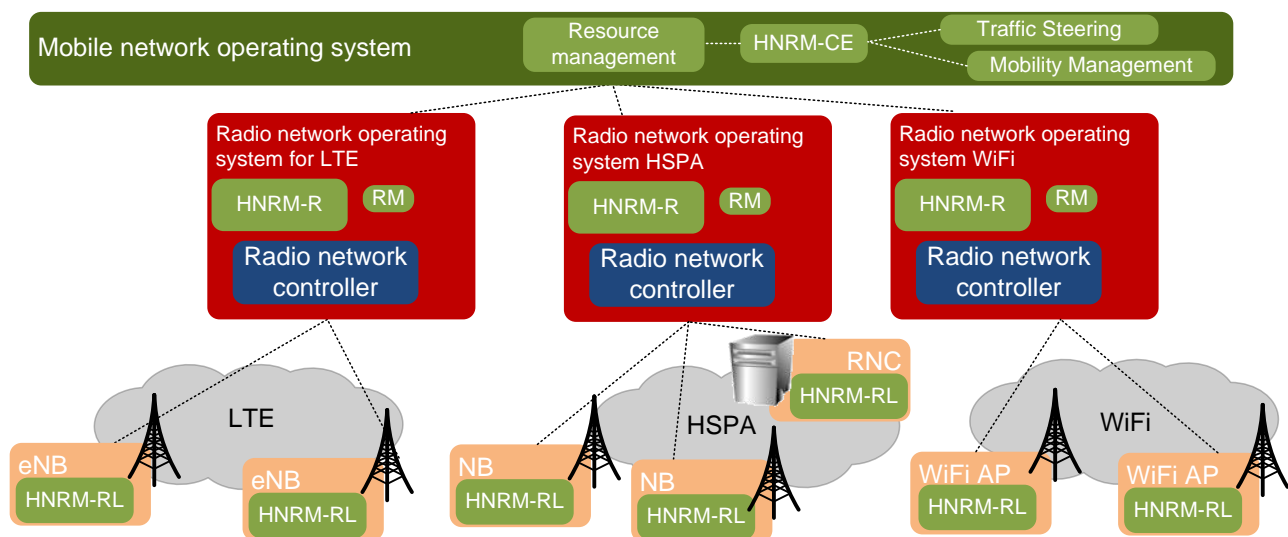 Mobile network operating system
Resource
management
HNRM-CE
Traffic Steering
Mobility Management
Radio network operating
system for LTE
HNRM-R
RM
Radio network
controller
Radio network operating
system HSPA
HNRM-R
RM
Radio network
controller
Radio network operating
system WiFi
HNRM-R
RM
Radio network
controller
LTE
eNB
HNRM-RL
eNB
HNRM-RL
HSPA
RNC
HNRM-RL
NB
HNRM-RL
NB
HNRM-RL
WiFi
WiFi AP
HNRM-RL
WiFi AP
HNRM-RL